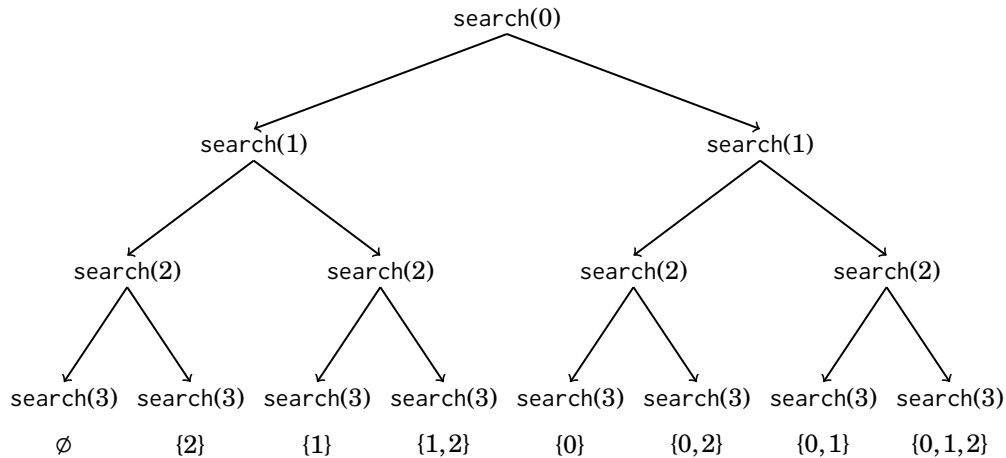 search(0)
search(1) search(1)
search(2) search(2) search(2) search(2)
search(3) search(3) search(3) search(3) search(3) search(3) search(3) search(3)
∅ {2} {1} {1,2} {0} {0,2} {0,1} {0,1,2}